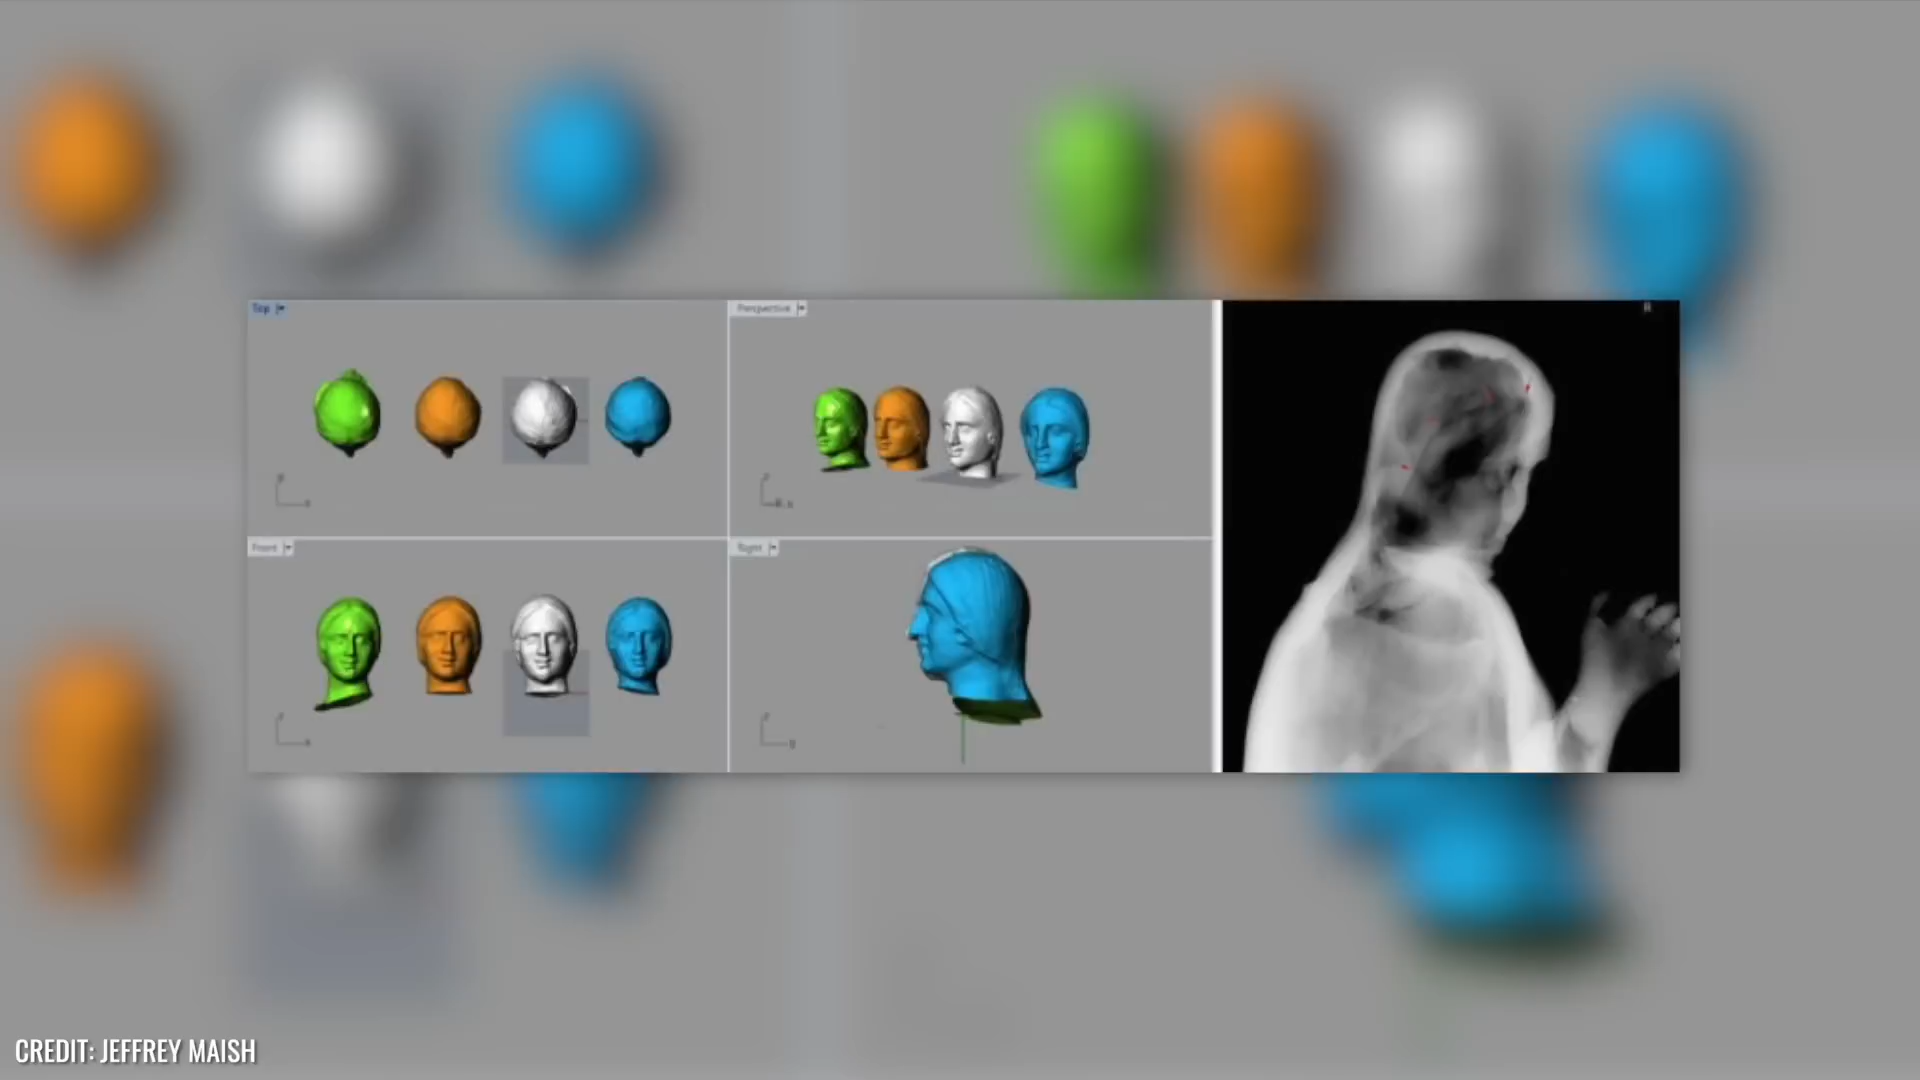 Top
Perspective
Front
Right
R
CREDIT: JEFFREY MAISH